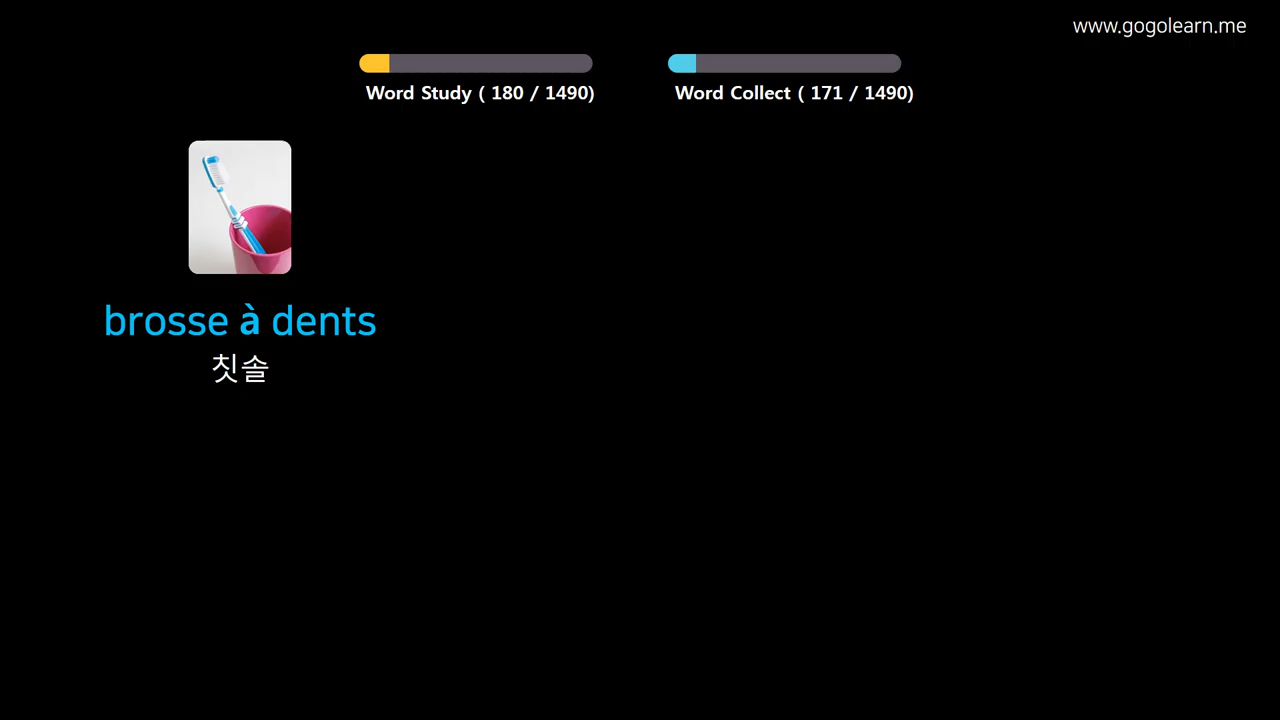 www.gogolearn.me
Word Study ( 180 / 1490)
Word Collect ( 171 / 1490)
brosse à dents
칫솔